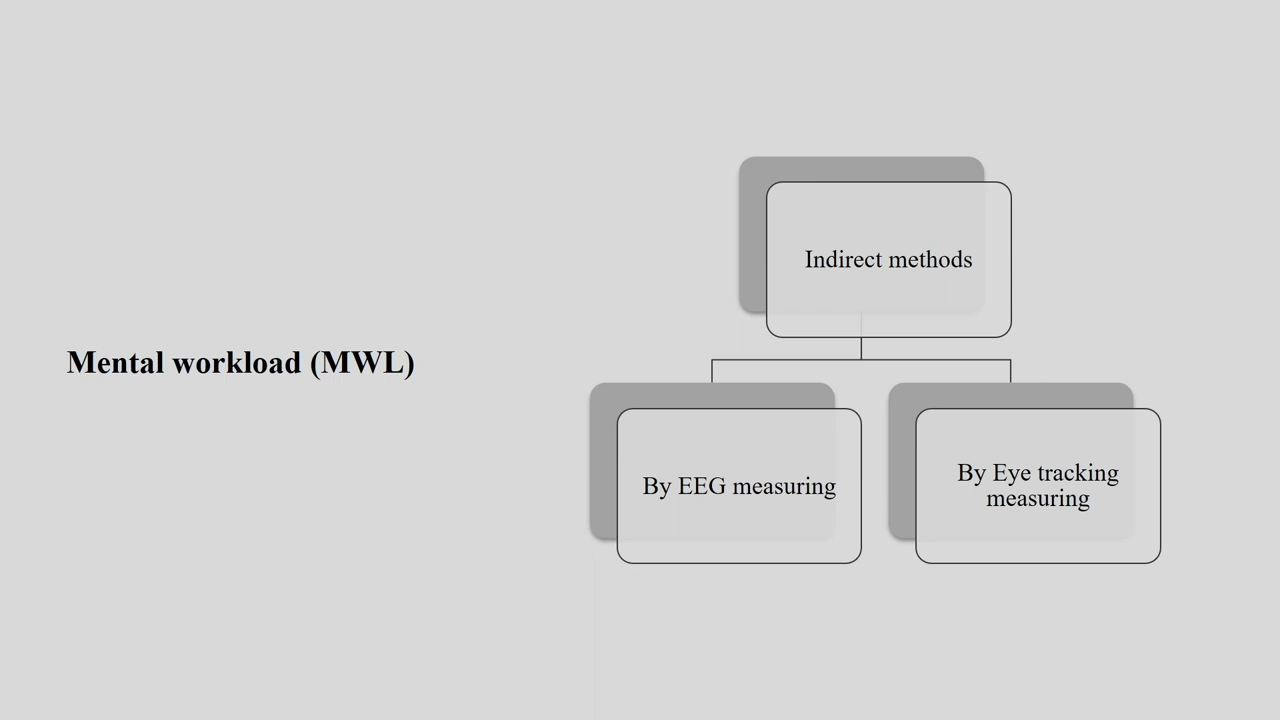 Mental workload (MWL)
Indirect methods
By EEG measuring
By Eye tracking
measuring